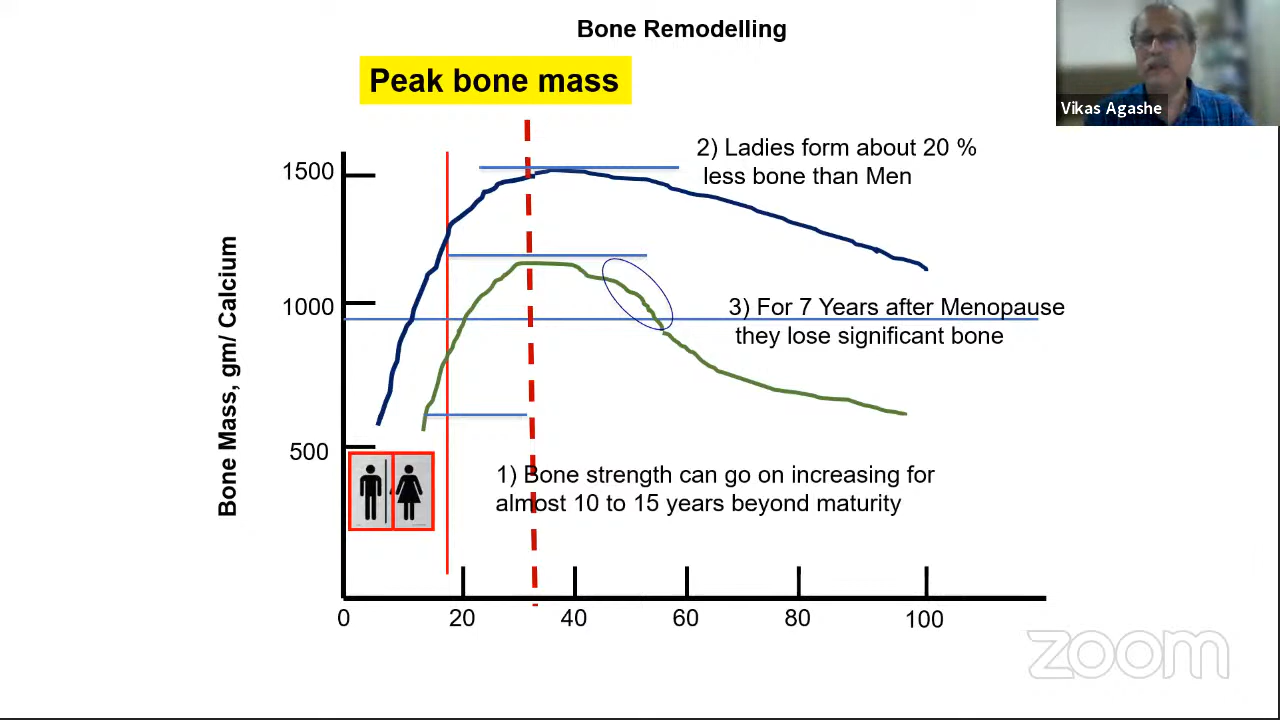 Bone Remodelling
Peak bone mass
Vikas Agashe
2) Ladies form about 20 %
less bone than Men
1500
1000
500
Bone Mass, gm/ Calcium
3) For 7 Years after Menopause
they lose significant bone
1) Bone strength can go on increasing for
almost 10 to 15 years beyond maturity
0 20 40 60 80 100
zoom